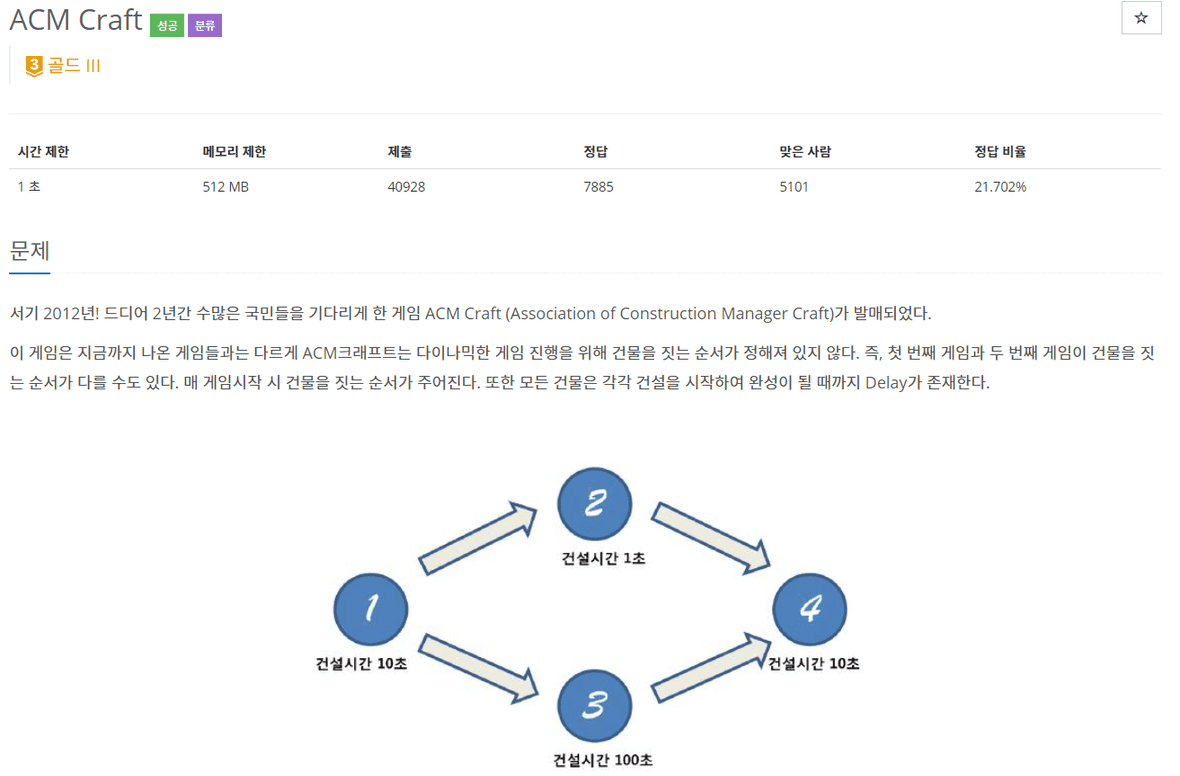 ACM Craft 성공 분류
☆
3 골드 III
시간 제한 메모리 제한 제출 정답 맞은 사람 정답 비율
1 초 512 MB 40928 7885 5101 21.702%
문제
서기 2012년! 드디어 2년간 수많은 국민들을 기다리게 한 게임 ACM Craft (Association of Construction Manager Craft)가 발매되었다.
이 게임은 지금까지 나온 게임들과는 다르게 ACM크래프트는 다이나믹한 게임 진행을 위해 건물을 짓는 순서가 정해져 있지 않다. 즉, 첫 번째 게임과 두 번째 게임이 건물을 짓
는 순서가 다를 수도 있다. 매 게임시작 시 건물을 짓는 순서가 주어진다. 또한 모든 건물은 각각 건설을 시작하여 완성이 될 때까지 Delay가 존재한다.
2
건설시간 1초
1
건설시간 10초
4
건설시간 10초
3
건설시간 100초